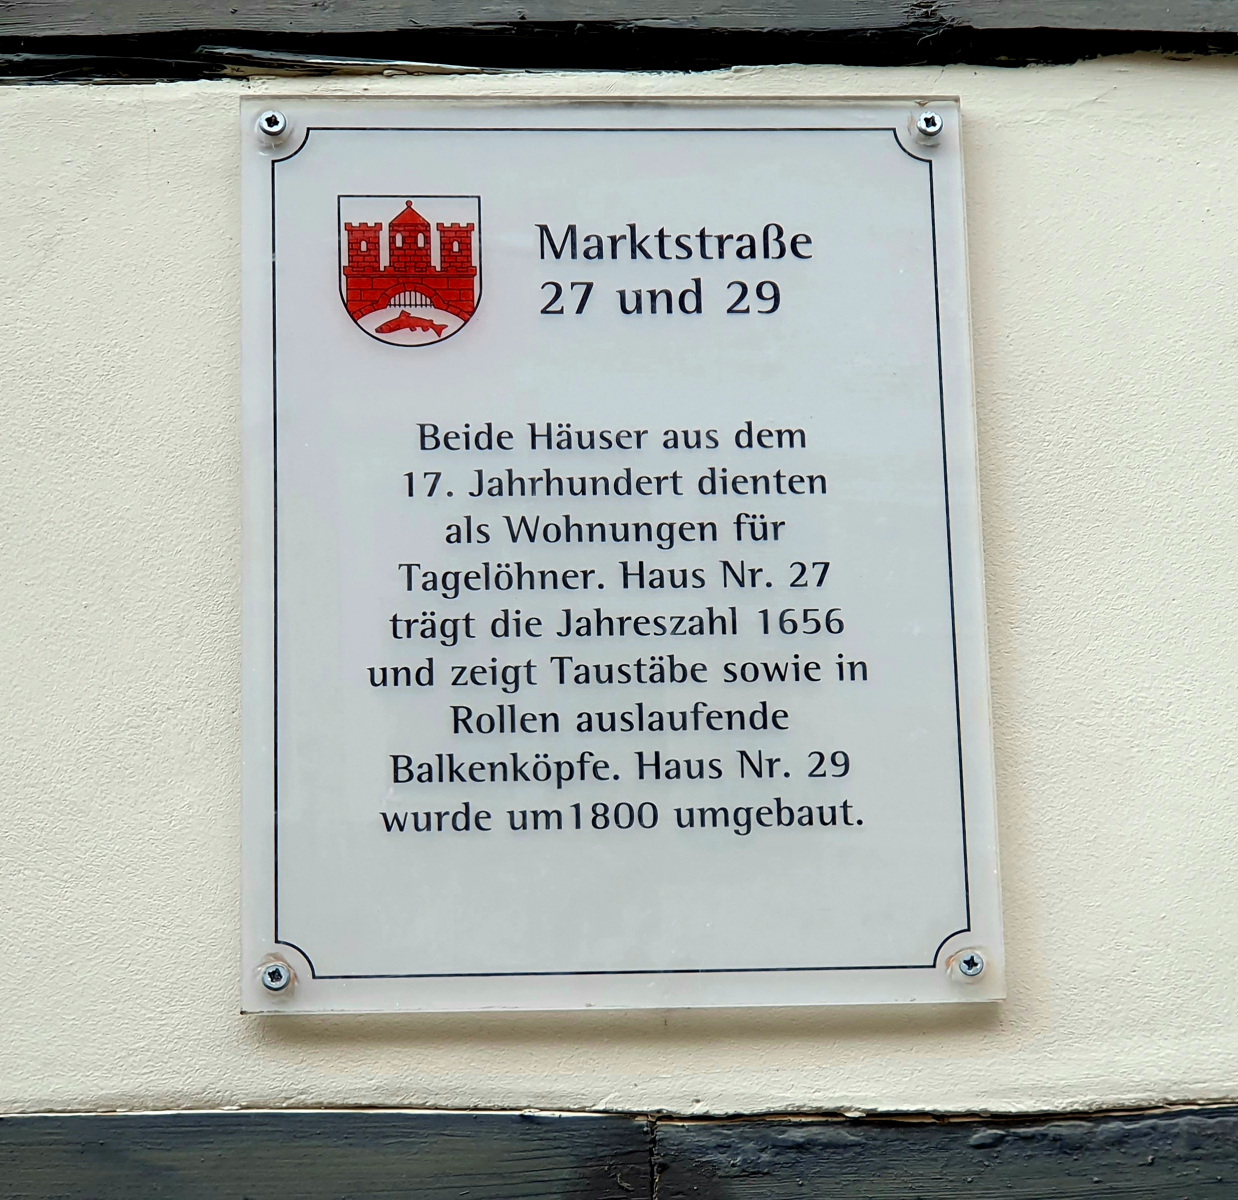 Marktstraße
27 und 29
Beide Häuser aus dem
17. Jahrhundert dienten
als Wohnungen für
Tagelöhner. Haus Nr. 27
trägt die Jahreszahl 1656
und zeigt Taustäbe sowie in
Rollen auslaufende
Balkenköpfe. Haus Nr. 29
wurde um1800 umgebaut.